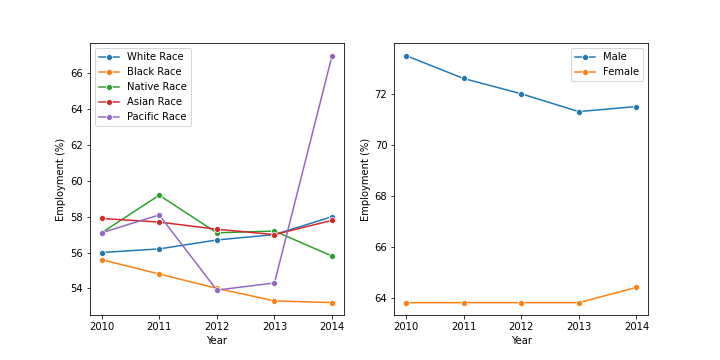 White Race
Black Race
Native Race
Asian Race
Pacific Race
66
64
62
60
58
56
54
Employment (%)
2010 2011 2012 2013 2014
Year
Male
Female
72
70
68
66
64
Employment (%)
2010 2011 2012 2013 2014
Year